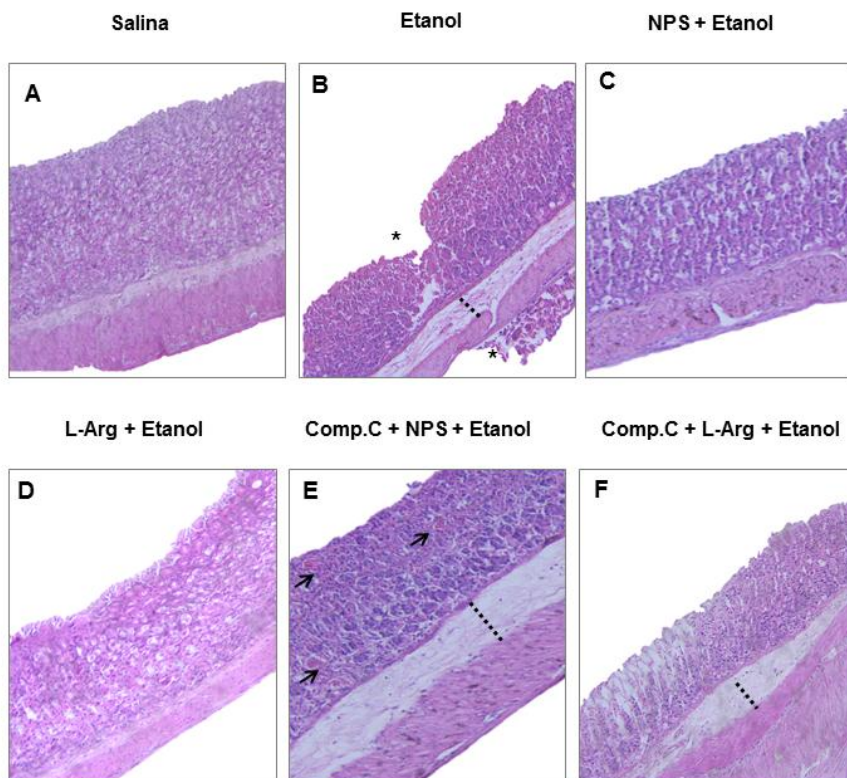 Salina Etanol NPS + Etanol
A B C
*
*
L-Arg + Etanol Comp.C + NPS + Etanol Comp.C + L-Arg + Etanol
D E F